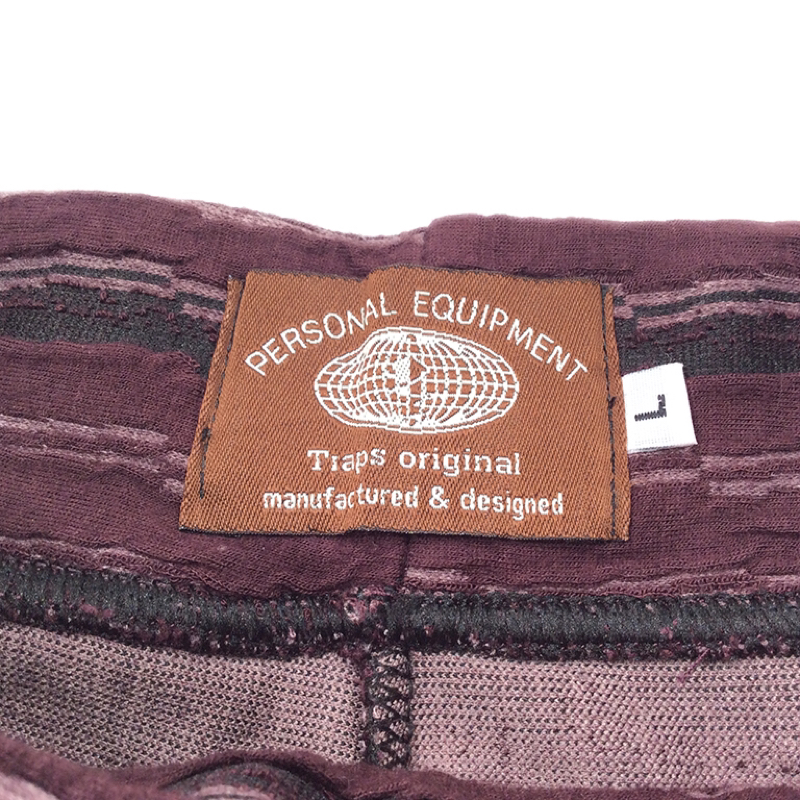 PERSONAL EQUIPMENT
Traps original
manufactured & designed
L